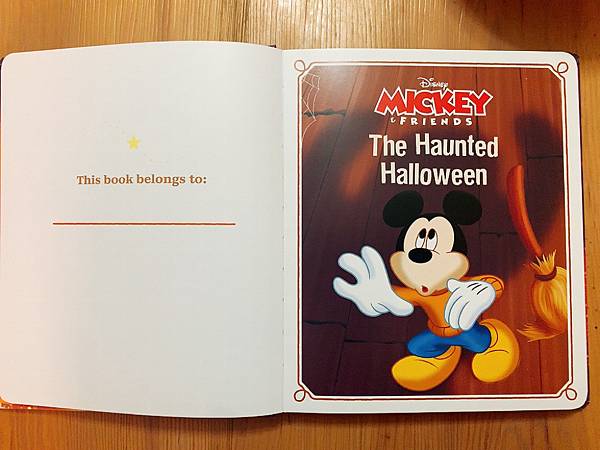 This book belongs to:
Disney
MICKEY
& FRIENDS
The Haunted
Halloween